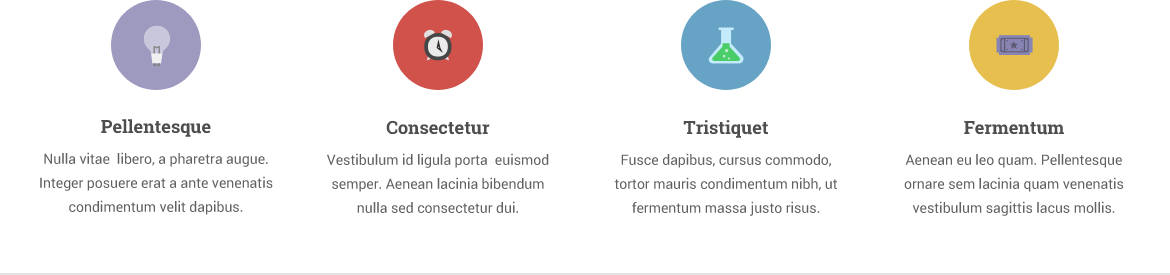 Pellentesque
Nulla vitae  libero, a pharetra augue.
Integer posuere erat a ante venenatis
condimentum velit dapibus.
Consectetur
Vestibulum id ligula porta  euismod
semper. Aenean lacinia bibendum
nulla sed consectetur dui.
Tristiquet
Fusce dapibus, cursus commodo,
tortor mauris condimentum nibh, ut
fermentum massa justo risus.
Fermentum
Aenean eu leo quam. Pellentesque
ornare sem lacinia quam venenatis
vestibulum sagittis lacus mollis.